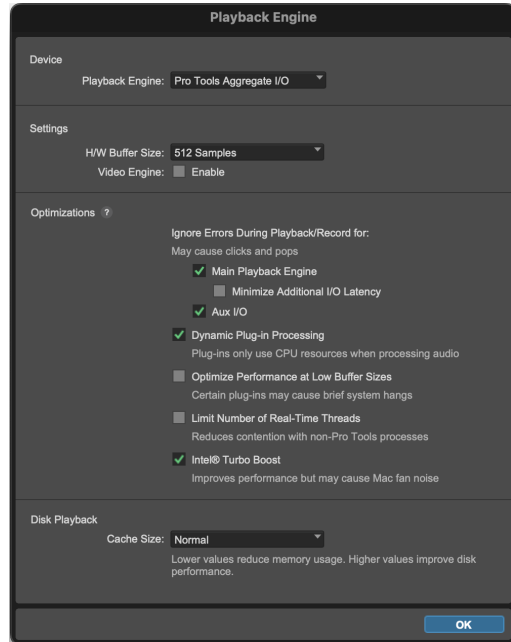 Playback Engine
Device
Playback Engine: Pro Tools Aggregate I/O
Settings
H/W Buffer Size: 512 Samples
Video Engine: Enable
Optimizations ?
Ignore Errors During Playback/Record for:
May cause clicks and pops
Main Playback Engine
Minimize Additional I/O Latency
Aux I/O
Dynamic Plug-in Processing
Plug-ins only use CPU resources when processing audio
Optimize Performance at Low Buffer Sizes
Certain plug-ins may cause brief system hangs
Limit Number of Real-Time Threads
Reduces contention with non-Pro Tools processes
Intel® Turbo Boost
Improves performance but may cause Mac fan noise
Disk Playback
Cache Size: Normal
Lower values reduce memory usage. Higher values improve disk
performance.
OK